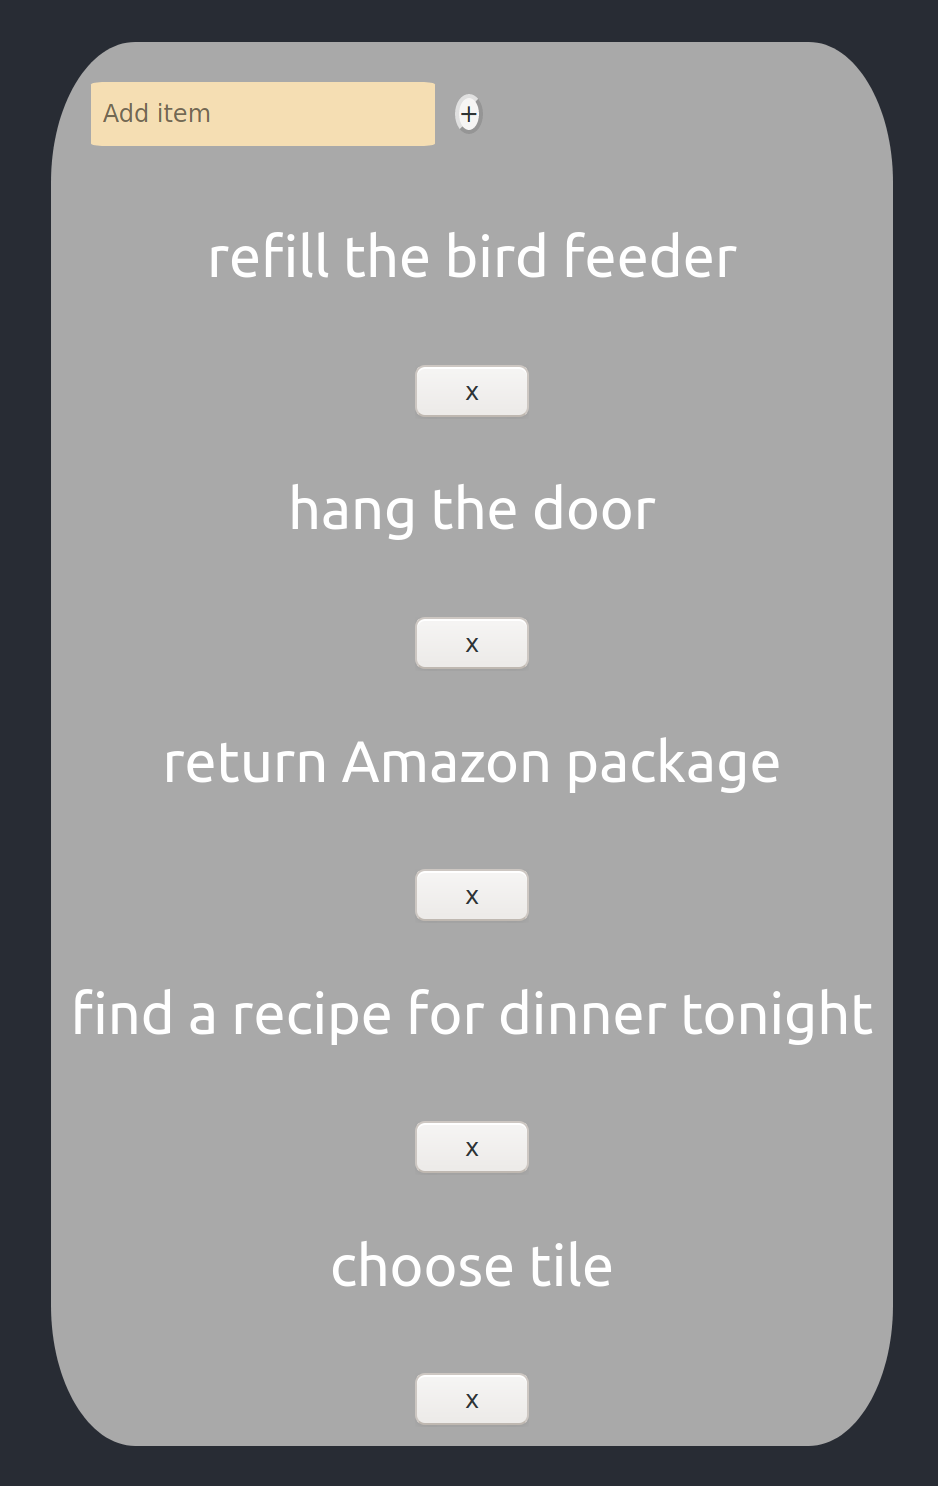 Add item +
refill the bird feeder
x
hang the door
x
return Amazon package
x
find a recipe for dinner tonight
x
choose tile
x